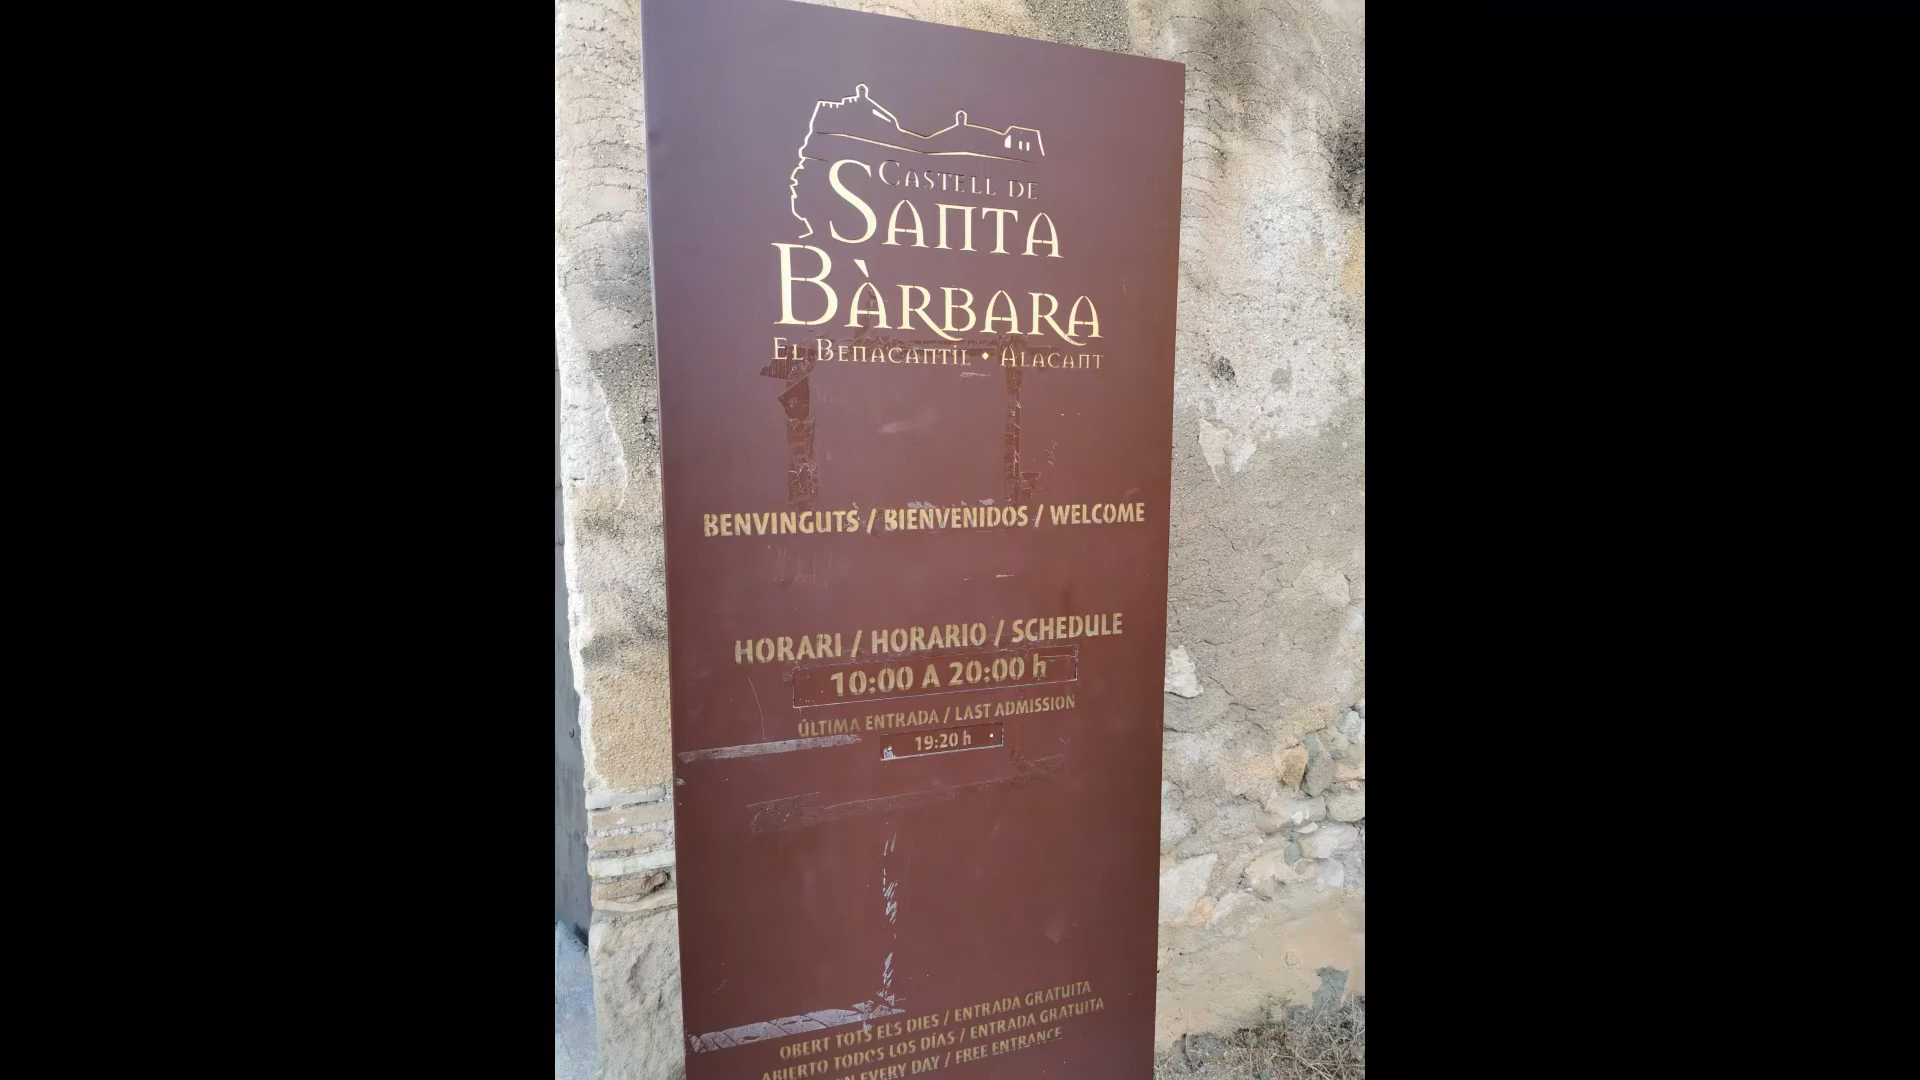 CASTELL DE
SANTA
BÀRBARA
EL BENACANTIL • ALACANT
BENVINGUTS / BIENVENIDOS / WELCOME
HORARI / HORARIO / SCHEDULE
10:00 A 20:00 h
ÚLTIMA ENTRADA / LAST ADMISSION
19:20 h
OBERT TOTS ELS DIES / ENTRADA GRATUITA
ABIERTO TODOS LOS DÍAS / ENTRADA GRATUITA
EVERY DAY / FREE ENTRANCE